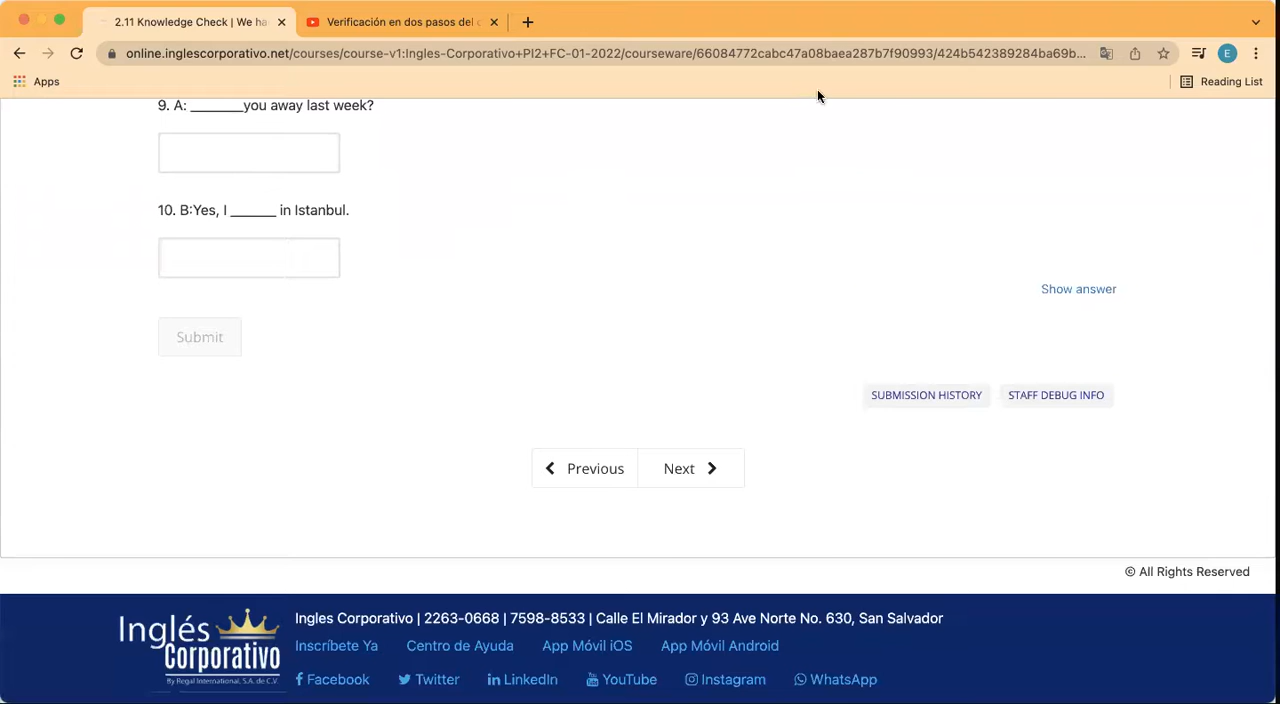 2.11 Knowledge Check | We ha
Verificación en dos pasos del c
online.inglescorporativo.net/courses/course-v1:Ingles-Corporativo+PI2+FC-01-2022/courseware/66084772cabc47a08baea287b7f90993/424b542389284ba69b...
E
Apps
Reading List
9. A: ________you away last week?
10. B:Yes, I _______ in Istanbul.
Show answer
Submit
SUBMISSION HISTORY
STAFF DEBUG INFO
Previous
Next
© All Rights Reserved
Inglés Corporativo
By Regal International, S.A. de C.V.
Ingles Corporativo | 2263-0668 | 7598-8533 | Calle El Mirador y 93 Ave Norte No. 630, San Salvador
Inscríbete Ya Centro de Ayuda App Móvil iOS App Móvil Android
Facebook Twitter LinkedIn YouTube Instagram WhatsApp